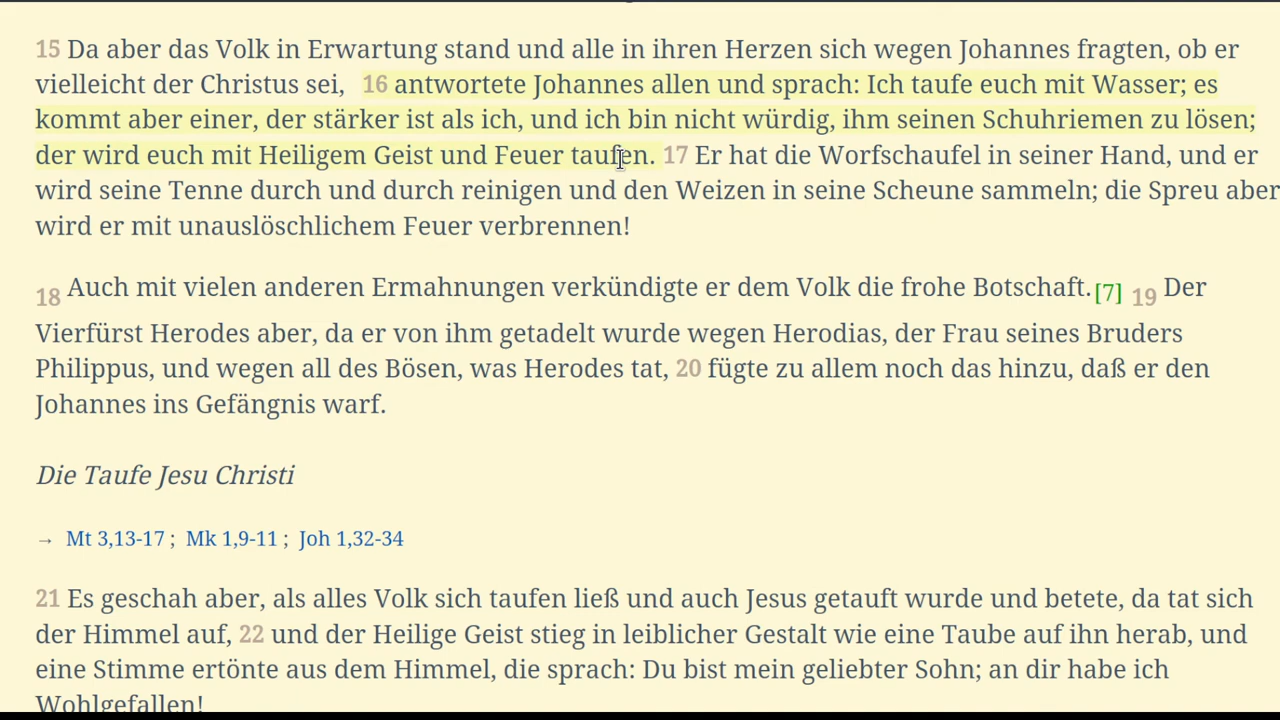 15 Da aber das Volk in Erwartung stand und alle in ihren Herzen sich wegen Johannes fragten, ob er
vielleicht der Christus sei, 16 antwortete Johannes allen und sprach: Ich taufe euch mit Wasser; es
kommt aber einer, der stärker ist als ich, und ich bin nicht würdig, ihm seinen Schuhriemen zu lösen;
der wird euch mit Heiligem Geist und Feuer taufen. 17 Er hat die Worfschaufel in seiner Hand, und er
wird seine Tenne durch und durch reinigen und den Weizen in seine Scheune sammeln; die Spreu aber
wird er mit unauslöschlichem Feuer verbrennen!
18 Auch mit vielen anderen Ermahnungen verkündigte er dem Volk die frohe Botschaft.[7] 19 Der
Vierfürst Herodes aber, da er von ihm getadelt wurde wegen Herodias, der Frau seines Bruders
Philippus, und wegen all des Bösen, was Herodes tat, 20 fügte zu allem noch das hinzu, daß er den
Johannes ins Gefängnis warf.
Die Taufe Jesu Christi
→ Mt 3,13-17 ; Mk 1,9-11 ; Joh 1,32-34
21 Es geschah aber, als alles Volk sich taufen ließ und auch Jesus getauft wurde und betete, da tat sich
der Himmel auf, 22 und der Heilige Geist stieg in leiblicher Gestalt wie eine Taube auf ihn herab, und
eine Stimme ertönte aus dem Himmel, die sprach: Du bist mein geliebter Sohn; an dir habe ich
Wohlgefallen!